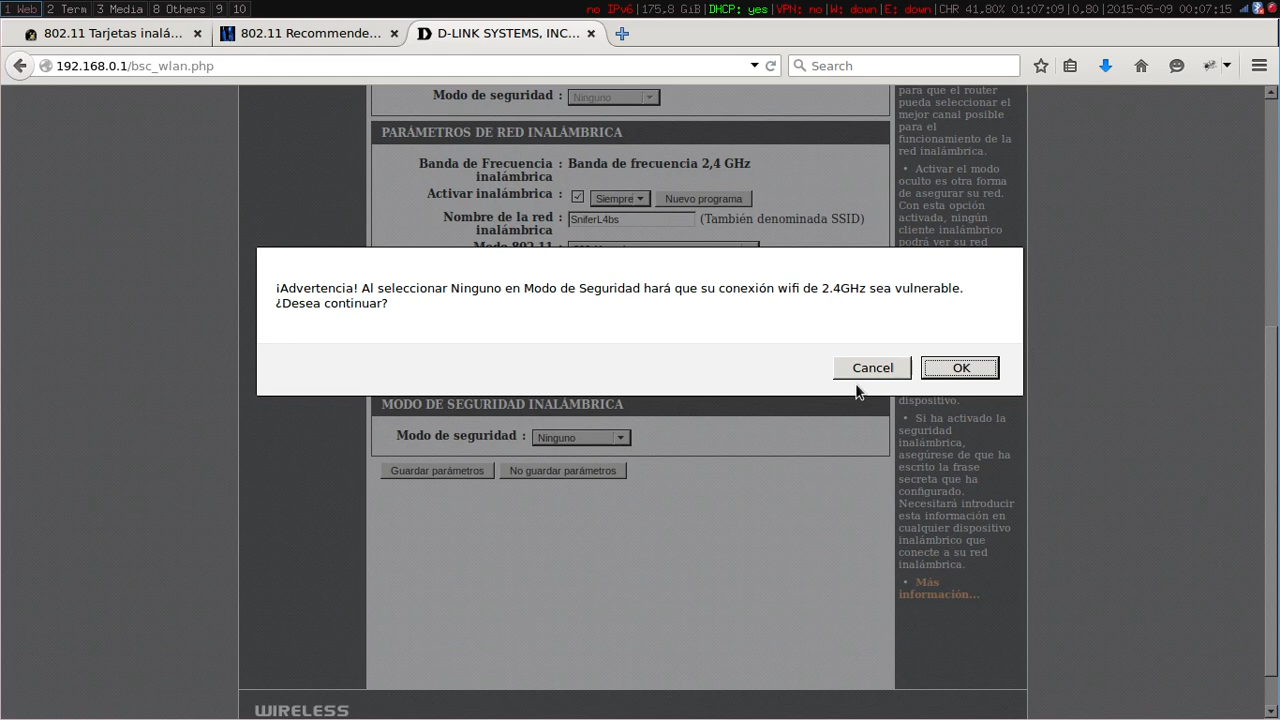 1 Web 2 Term 3 Media 8 Others 9 10
no IPv6|175,8 GiB|DHCP: yes|VPN: no|W: down|E: down|CHR 41,80% 01:07:09|0,80|2015-05-09 00:07:15
802.11 Tarjetas inalá... 802.11 Recommende... D-LINK SYSTEMS, INC...
192.168.0.1/bsc_wlan.php
Search
Modo de seguridad : Ninguno
PARÁMETROS DE RED INALÁMBRICA
Banda de Frecuencia inalámbrica : Banda de frecuencia 2,4 GHz
Activar inalámbrica : Siempre Nuevo programa
Nombre de la red inalámbrica : SniferL4bs (También denominada SSID)
Modo 802.11 :
¡Advertencia! Al seleccionar Ninguno en Modo de Seguridad hará que su conexión wifi de 2.4GHz sea vulnerable.
¿Desea continuar?
Cancel OK
MODO DE SEGURIDAD INALÁMBRICA
Modo de seguridad : Ninguno
Guardar parámetros No guardar parámetros
para que el router
pueda seleccionar el
mejor canal posible
para el
funcionamiento de la
red inalámbrica.
• Activar el modo
oculto es otra forma
de asegurar su red.
Con esta opción
activada, ningún
cliente inalámbrico
podrá ver su red
dispositivo.
• Si ha activado la
seguridad
inalámbrica,
asegúrese de que ha
escrito la frase
secreta que ha
configurado.
Necesitará introducir
esta información en
cualquier dispositivo
inalámbrico que
conecte a su red
inalámbrica.
• Más
información...
WIRELESS